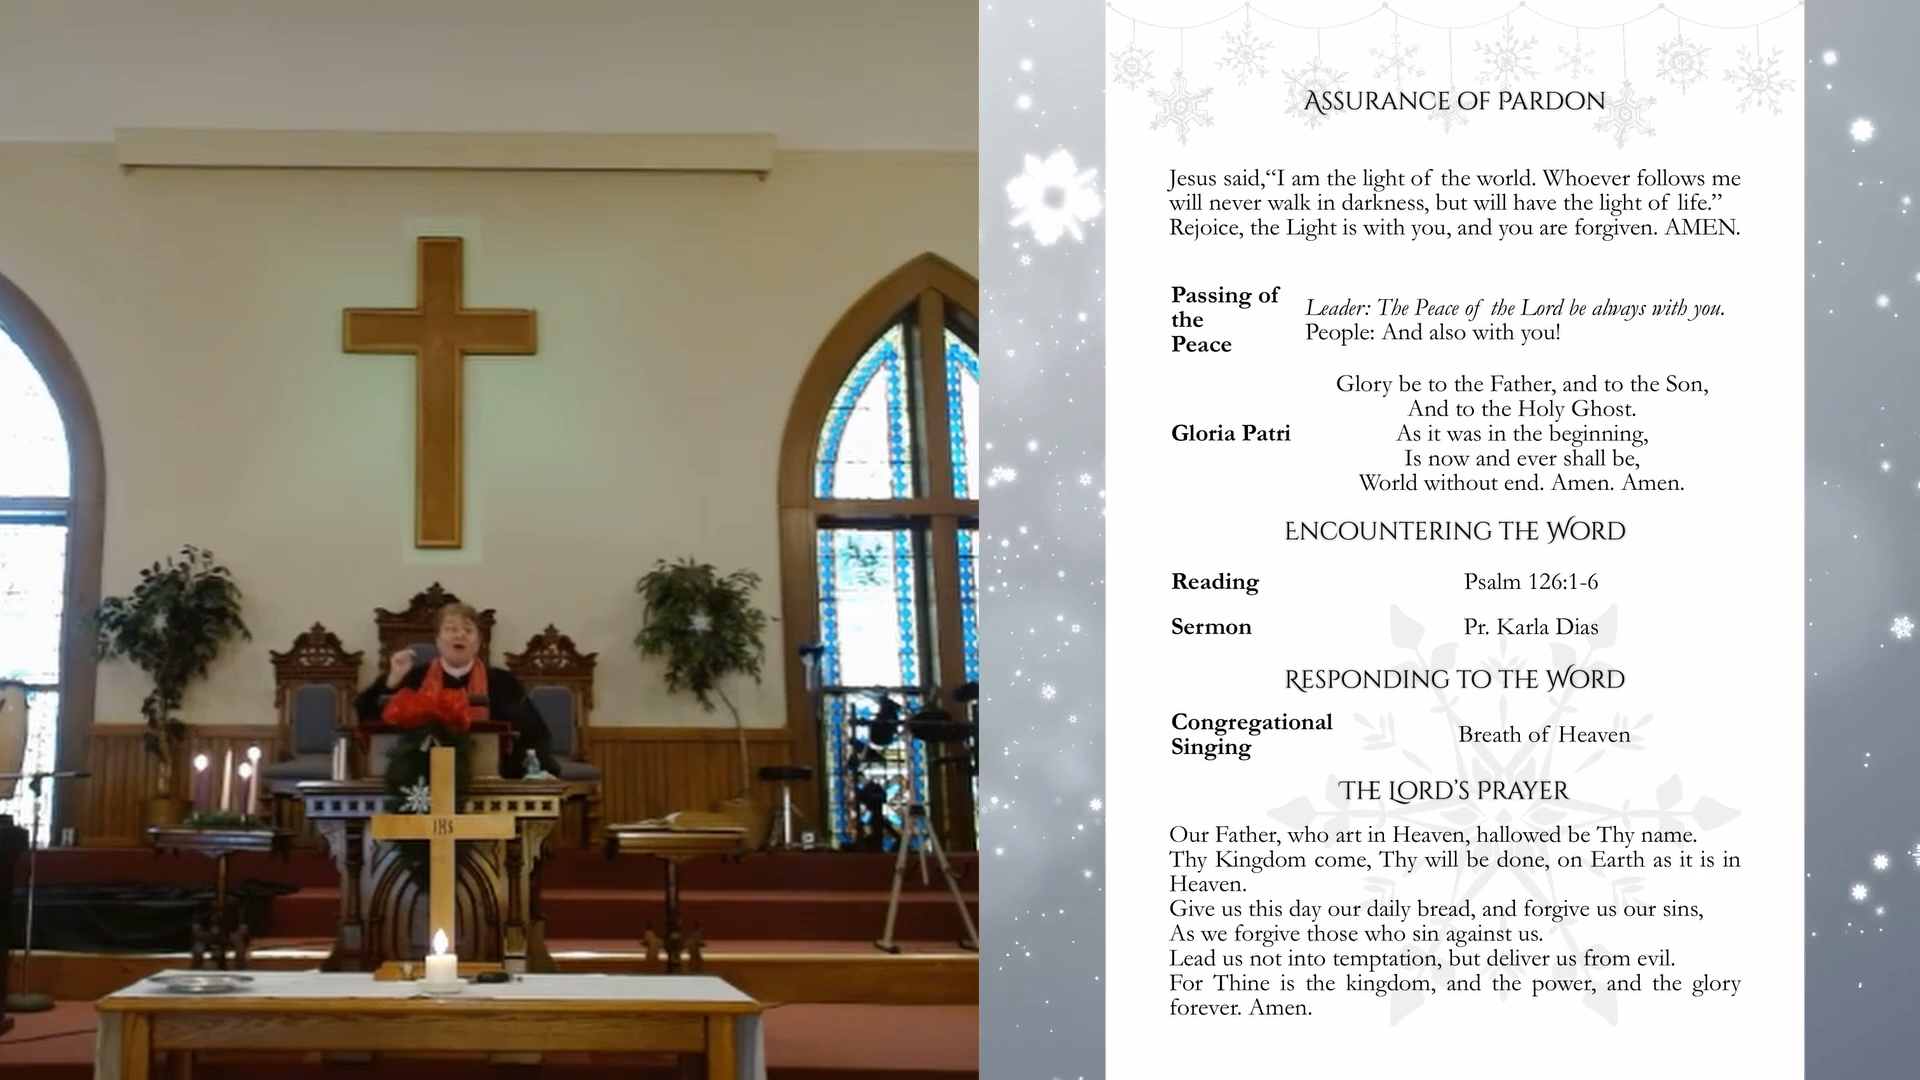 IHS
ASSURANCE OF PARDON
Jesus said,“I am the light of the world. Whoever follows me
will never walk in darkness, but will have the light of life.”
Rejoice, the Light is with you, and you are forgiven. AMEN.
Passing of
the
Peace
Leader: The Peace of the Lord be always with you.
People: And also with you!
Gloria Patri
Glory be to the Father, and to the Son,
And to the Holy Ghost.
As it was in the beginning,
Is now and ever shall be,
World without end. Amen. Amen.
ENCOUNTERING THE WORD
Reading
Psalm 126:1-6
Sermon
Pr. Karla Dias
RESPONDING TO THE WORD
Congregational
Singing
Breath of Heaven
THE LORD’S PRAYER
Our Father, who art in Heaven, hallowed be Thy name.
Thy Kingdom come, Thy will be done, on Earth as it is in
Heaven.
Give us this day our daily bread, and forgive us our sins,
As we forgive those who sin against us.
Lead us not into temptation, but deliver us from evil.
For Thine is the kingdom, and the power, and the glory
forever. Amen.